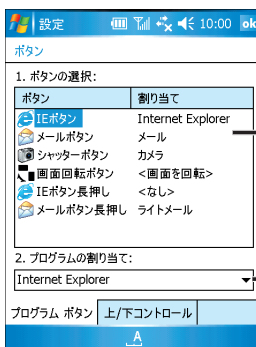 設定 10:00 ok
ボタン
1. ボタンの選択:
ボタン 割り当て
IEボタン Internet Explorer
メールボタン メール
シャッターボタン カメラ
画面回転ボタン <画面を回転>
IEボタン長押し <なし>
メールボタン長押し ライトメール
2. プログラムの割り当て:
Internet Explorer
プログラム ボタン 上/下コントロール
A